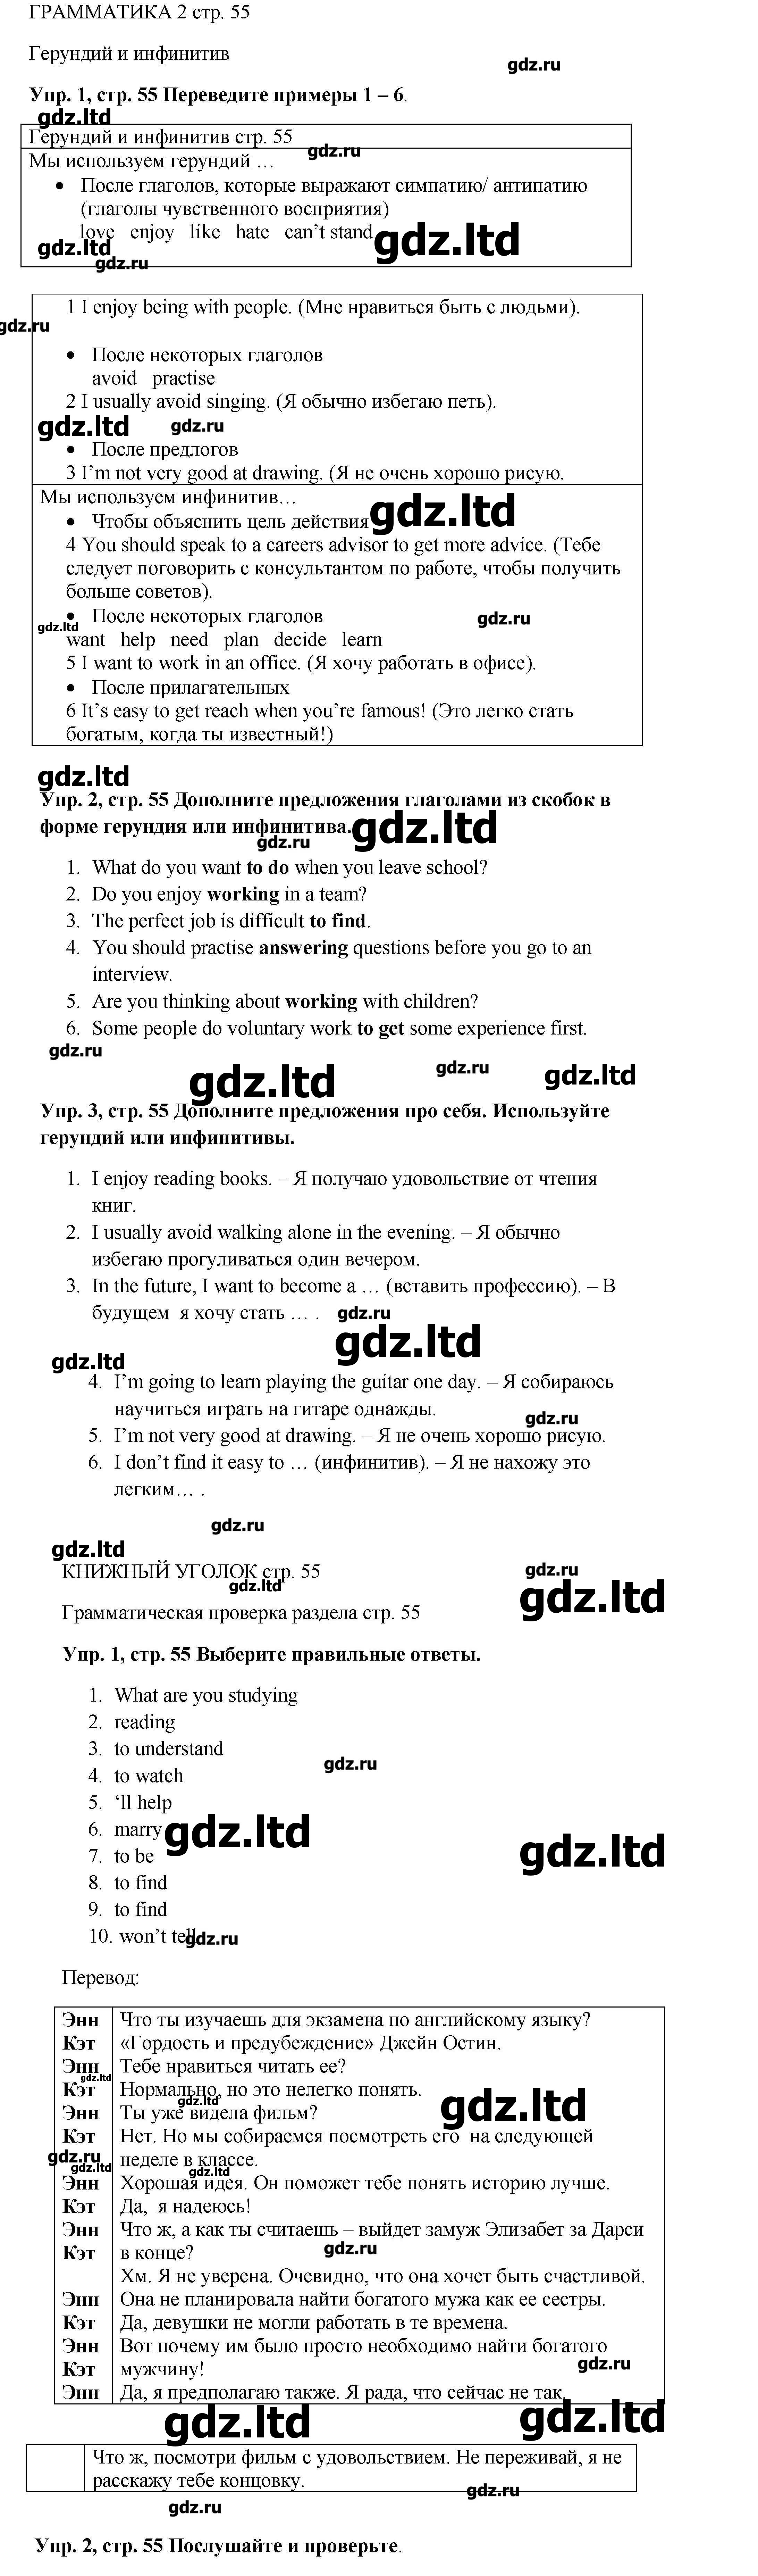 ГРАММАТИКА 2 стр. 55
Герундий и инфинитив
gdz.ru
Упр. 1, стр. 55 Переведите примеры 1 – 6.
gdz.ltd
Герундий и инфинитив стр. 55
gdz.ru
Мы используем герундий …
• После глаголов, которые выражают симпатию/ антипатию
(глаголы чувственного восприятия)
love enjoy like hate can’t stand
gdz.ltd
gdz.ltd
gdz.ru
1 I enjoy being with people. (Мне нравиться быть с людьми).
gdz.ru
• После некоторых глаголов
avoid practise
2 I usually avoid singing. (Я обычно избегаю петь).
gdz.ltd
gdz.ru
• После предлогов
3 I’m not very good at drawing. (Я не очень хорошо рисую.
Мы используем инфинитив…
• Чтобы объяснить цель действия
gdz.ltd
4 You should speak to a careers advisor to get more advice. (Тебе
следует поговорить с консультантом по работе, чтобы получить
больше советов).
• После некоторых глаголов
gdz.ru
gdz.ltd
want help need plan decide learn
5 I want to work in an office. (Я хочу работать в офисе).
• После прилагательных
6 It’s easy to get reach when you’re famous! (Это легко стать
богатым, когда ты известный!)
gdz.ltd
Упр. 2, стр. 55 Дополните предложения глаголами из скобок в
форме герундия или инфинитива.
gdz.ltd
gdz.ru
1. What do you want to do when you leave school?
2. Do you enjoy working in a team?
3. The perfect job is difficult to find.
4. You should practise answering questions before you go to an
interview.
5. Are you thinking about working with children?
6. Some people do voluntary work to get some experience first.
gdz.ru
gdz.ltd
gdz.ru
gdz.ltd
Упр. 3, стр. 55 Дополните предложения про себя. Используйте
герундий или инфинитивы.
1. I enjoy reading books. – Я получаю удовольствие от чтения
книг.
2. I usually avoid walking alone in the evening. – Я обычно
избегаю прогуливаться один вечером.
3. In the future, I want to become a … (вставить профессию). – В
будущем я хочу стать … .
gdz.ru
gdz.ltd
gdz.ltd
4. I’m going to learn playing the guitar one day. – Я собираюсь
научиться играть на гитаре однажды.
gdz.ru
5. I’m not very good at drawing. – Я не очень хорошо рисую.
6. I don’t find it easy to … (инфинитив). – Я не нахожу это
легким… .
gdz.ru
gdz.ltd
КНИЖНЫЙ УГОЛОК стр. 55
gdz.ru
gdz.ltd
gdz.ltd
Грамматическая проверка раздела стр. 55
Упр. 1, стр. 55 Выберите правильные ответы.
1. What are you studying
2. reading
3. to understand
gdz.ru
4. to watch
5. ‘ll help
6. marry
gdz.ltd
gdz.ltd
7. to be
8. to find
9. to find
10. won’t tell
gdz.ru
Перевод:
Энн Что ты изучаешь для экзамена по английскому языку?
Кэт «Гордость и предубеждение» Джейн Остин.
Энн Тебе нравиться читать ее?
gdz.ltd
Кэт Нормально, но это нелегко понять.
gdz.ltd
gdz.ltd
Энн Ты уже видела фильм?
Кэт Нет. Но мы собираемся посмотреть его на следующей
gdz.ru
неделе в классе.
gdz.ltd
gdz.ltd
Энн Хорошая идея. Он поможет тебе понять историю лучше.
Кэт Да, я надеюсь!
Энн Что ж, а как ты считаешь – выйдет замуж Элизабет за Дарси
Кэт в конце?
gdz.ru
Хм. Я не уверена. Очевидно, что она хочет быть счастливой.
Энн Она не планировала найти богатого мужа как ее сестры.
Кэт Да, девушки не могли работать в те времена.
Энн Вот почему им было просто необходимо найти богатого
Кэт мужчину!
gdz.ru
Энн Да, я предполагаю также. Я рада, что сейчас не так.
gdz.ltd
gdz.ltd
Что ж, посмотри фильм с удовольствием. Не переживай, я не
расскажу тебе концовку.
gdz.ru
gdz.ru
Упр. 2, стр. 55 Послушайте и проверьте.